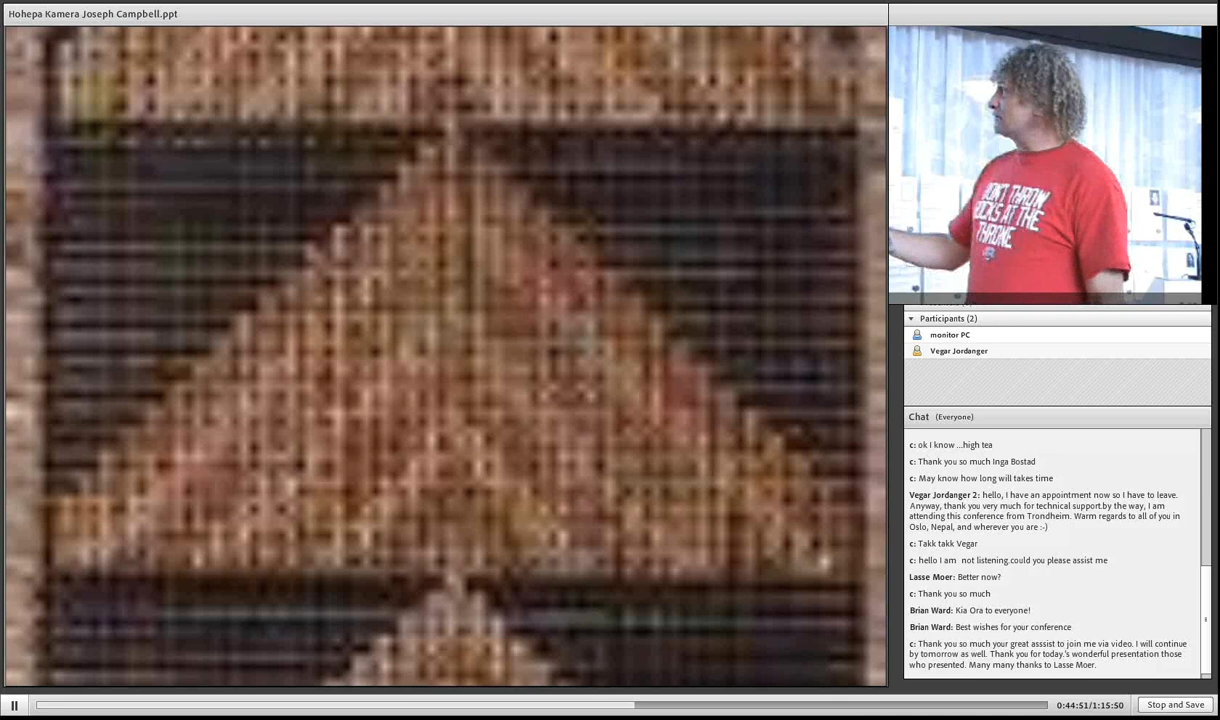 Hohepa Kamera Joseph Campbell.ppt
DON'T THROW
ROCKS AT THE
THRONE
Participants (2)
monitor PC
Vegar Jordanger
Chat (Everyone)
c: ok I know ...high tea
c: Thank you so much Inga Bostad
c: May know how long will takes time
Vegar Jordanger 2: hello, I have an appointment now so I have to leave.
Anyway, thank you very much for technical support.by the way, I am
attending this conference from Trondheim. Warm regards to all of you in
Oslo, Nepal, and wherever you are :-)
c: Takk takk Vegar
c: hello I am  not listening.could you please assist me
Lasse Moer: Better now?
c: Thank you so much
Brian Ward: Kia Ora to everyone!
Brian Ward: Best wishes for your conference
c: Thank you so much your great asssist to join me via video. I will continue
by tomorrow as well. Thank you for today.'s wonderful presentation those
who presented. Many many thanks to Lasse Moer.
0:44:51/1:15:50
Stop and Save